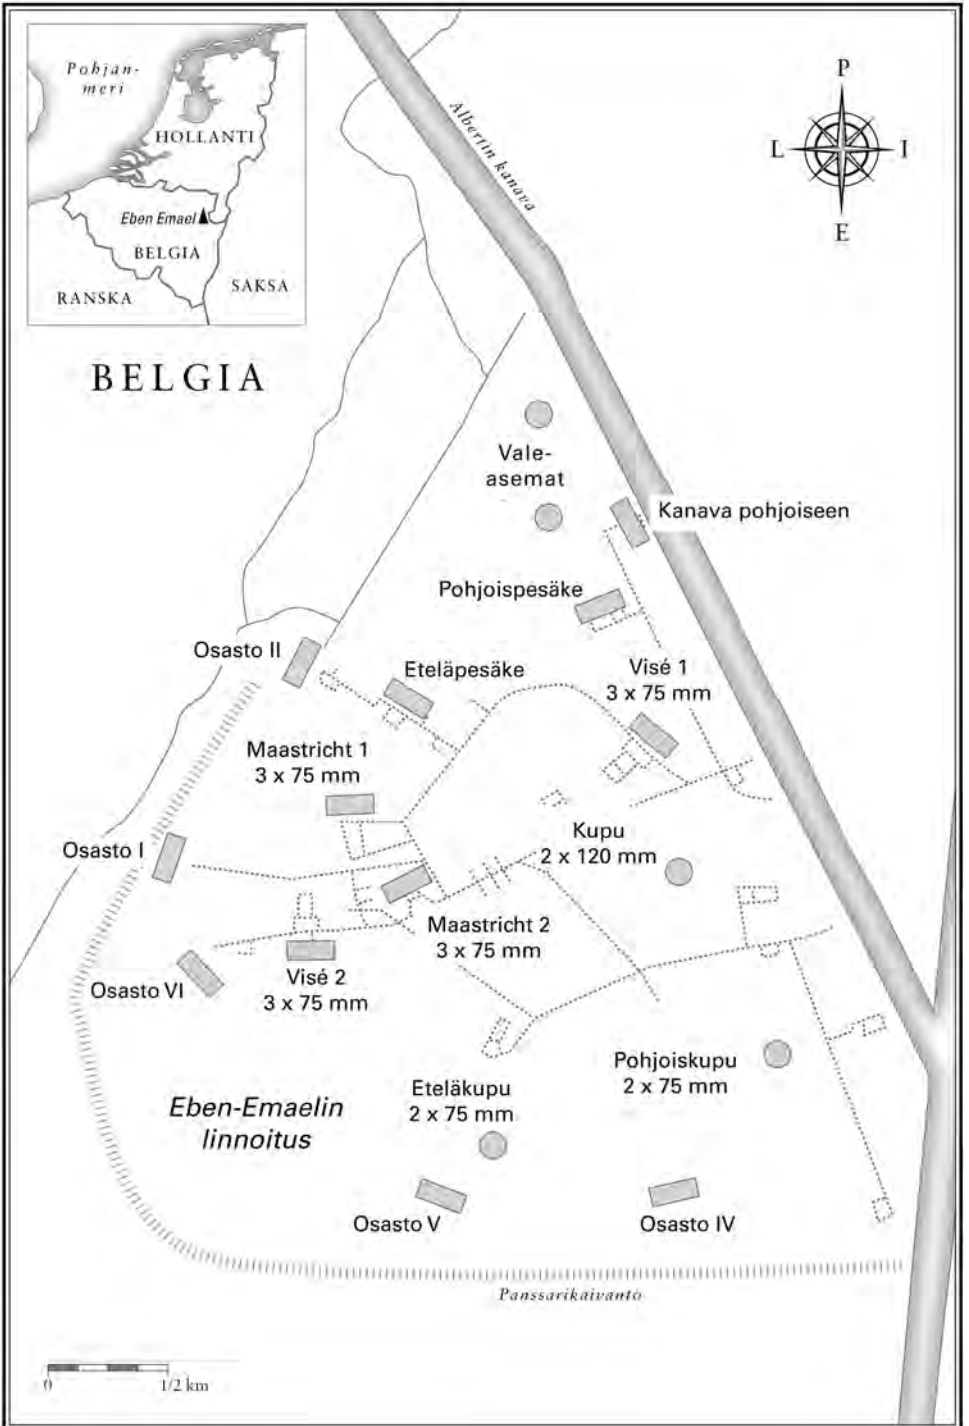 Pohjan-
meri
HOLLANTI
Eben Emael
BELGIA
RANSKA
SAKSA
Albertin kanava
P
L
I
E
BELGIA
Vale-
asemat
Kanava pohjoiseen
Pohjoispesäke
Osasto II
Eteläpesäke
Visé 1
3 x 75 mm
Maastricht 1
3 x 75 mm
Osasto I
Kupu
2 x 120 mm
Maastricht 2
3 x 75 mm
Osasto VI
Visé 2
3 x 75 mm
Pohjoiskupu
2 x 75 mm
Eteläkupu
2 x 75 mm
Eben-Emaelin
linnoitus
Osasto V
Osasto IV
Panssarikaivanto
0
1/2 km